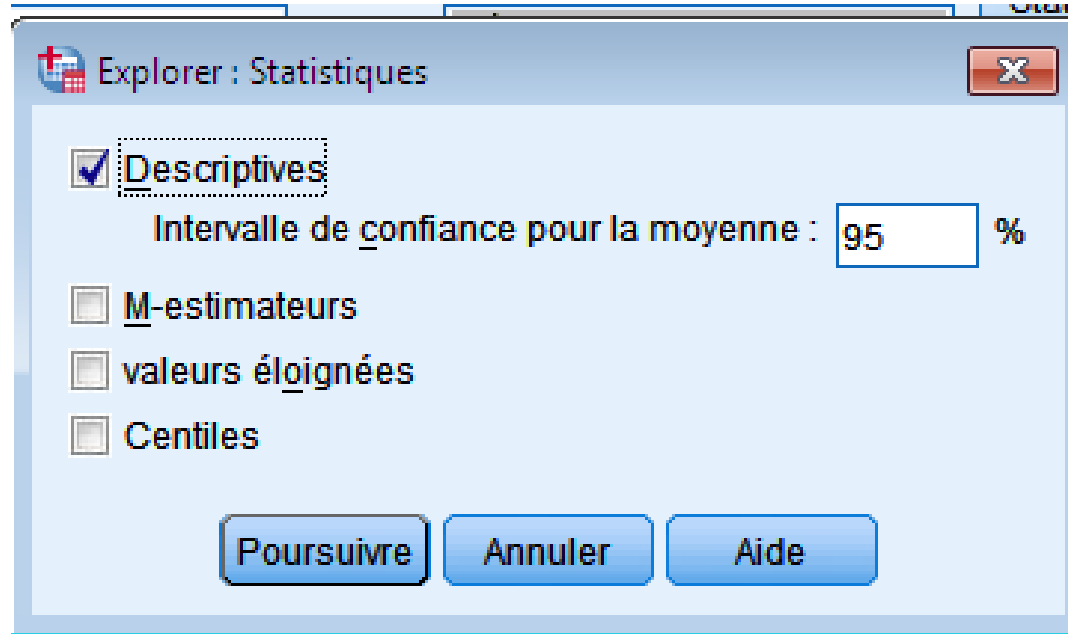 Explorer : Statistiques
Descriptives
Intervalle de confiance pour la moyenne : 95 %
M-estimateurs
valeurs éloignées
Centiles
Poursuivre Annuler Aide